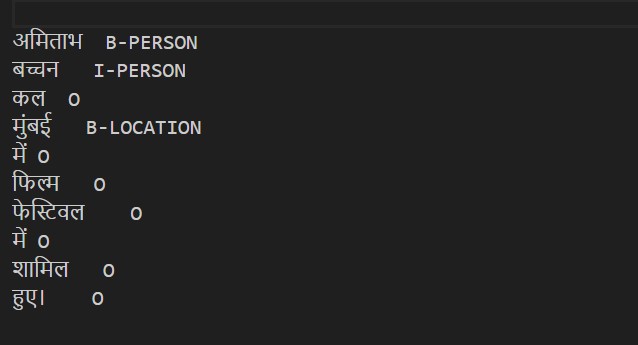 अमिताभ B-PERSON
बच्चन I-PERSON
कल O
मुंबई B-LOCATION
में O
फिल्म O
फेस्टिवल O
में O
शामिल O
हुए। O